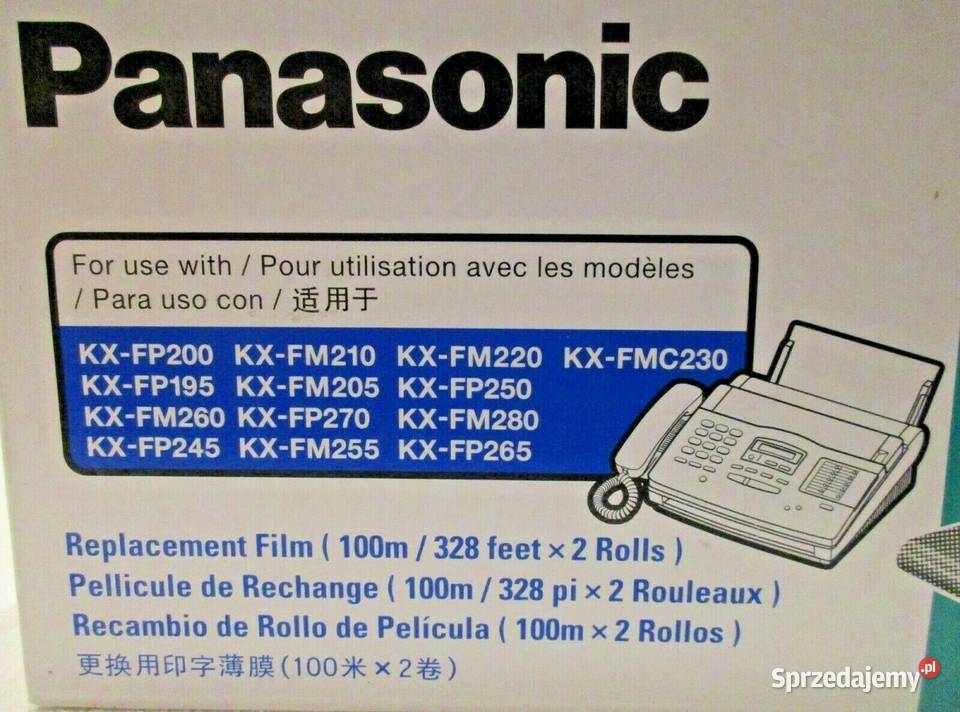 Panasonic
For use with / Pour utilisation avec les modèles
/ Para uso con / 适用于
KX-FP200 KX-FM210 KX-FM220 KX-FMC230
KX-FP195 KX-FM205 KX-FP250
KX-FM260 KX-FP270 KX-FM280
KX-FP245 KX-FM255 KX-FP265
Replacement Film ( 100m / 328 feet × 2 Rolls )
Pellicule de Rechange ( 100m / 328 pi × 2 Rouleaux )
Recambio de Rollo de Película ( 100m × 2 Rollos )
更换用印字薄膜(100米×2卷)
Sprzedajemy.pl